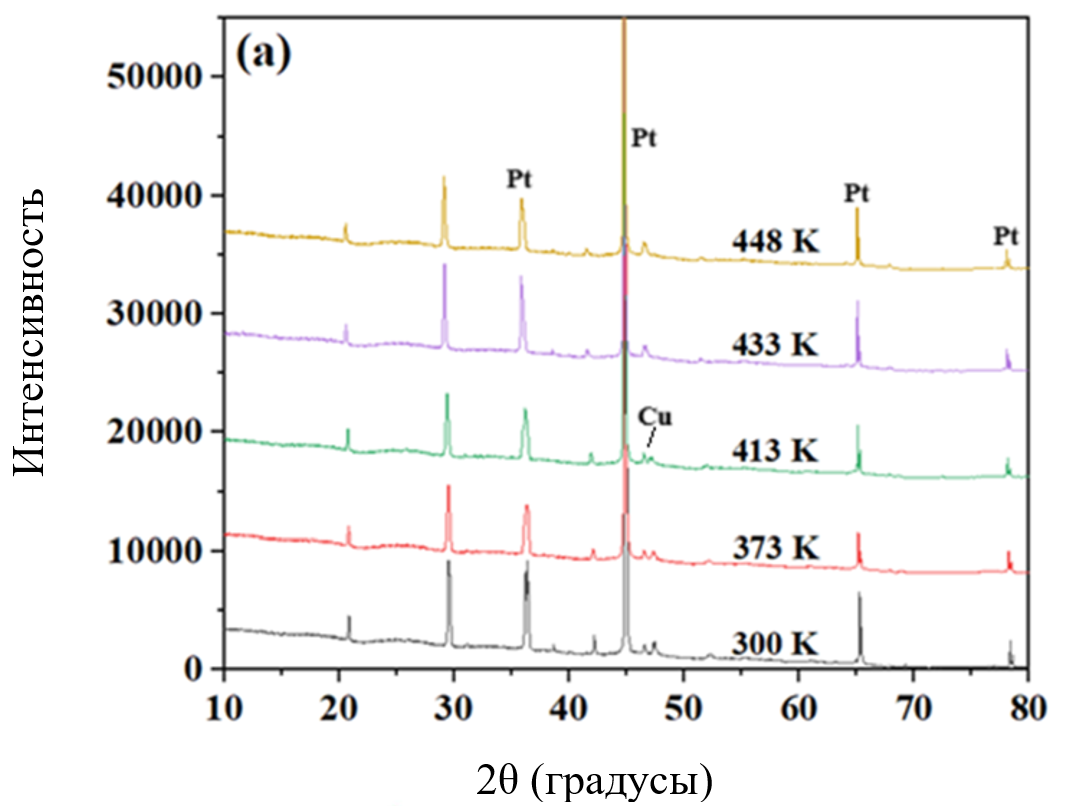 (a)
Интенсивность
50000
40000
30000
20000
10000
0
Pt
Pt
Pt
Pt
448 K
433 K
Cu
413 K
373 K
300 K
10 20 30 40 50 60 70 80
2θ (градусы)